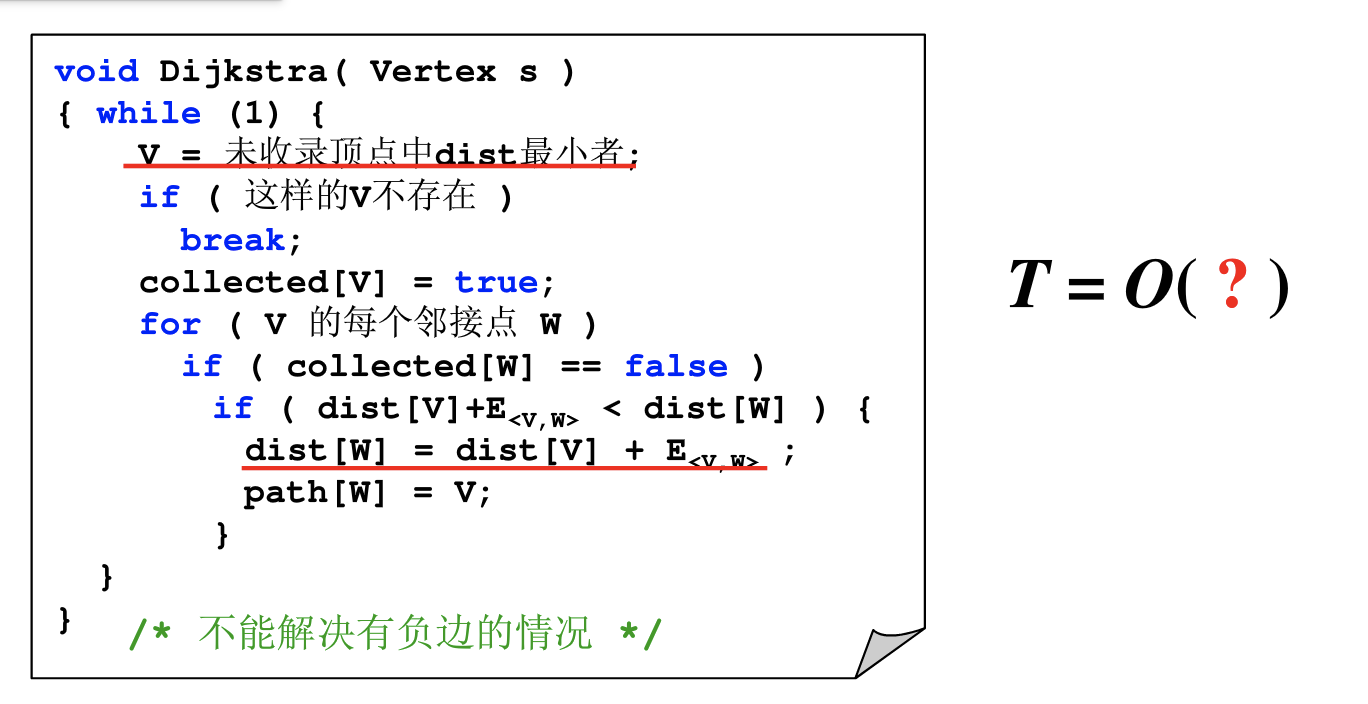 void Dijkstra( Vertex s )
{ while (1) {
V = 未收录顶点中dist最小者;
if ( 这样的V不存在 )
break;
collected[V] = true;
for ( V 的每个邻接点 W )
if ( collected[W] == false )
if ( dist[V]+E<V,W> < dist[W] ) {
dist[W] = dist[V] + E<V,W> ;
path[W] = V;
}
}
}
/* 不能解决有负边的情况 */
T = O( ? )